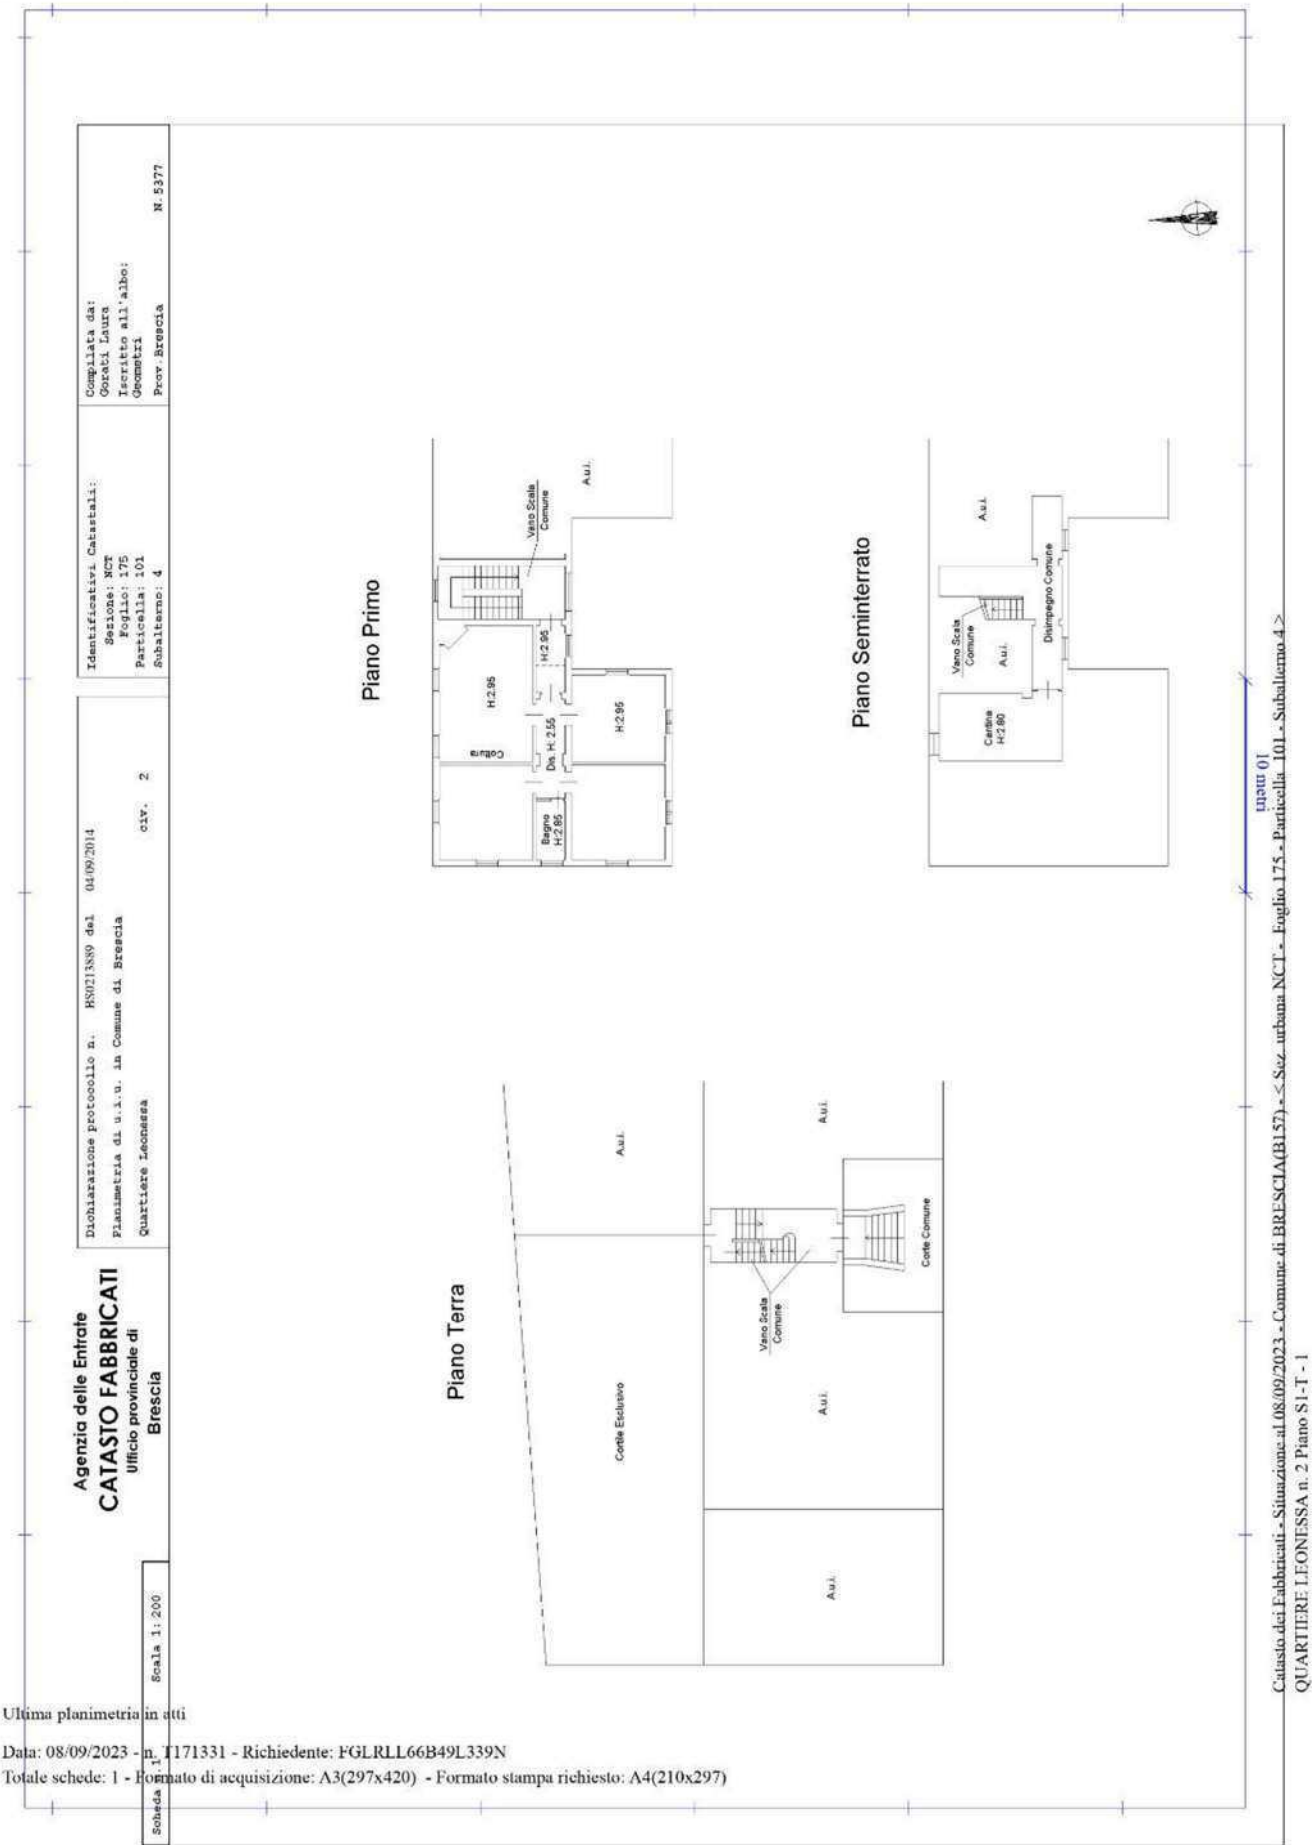 Agenzia delle Entrate
CATASTO FABBRICATI
Ufficio provinciale di
Brescia
Dichiarazione protocollo n. BS0213889 del 04/09/2014
Planimetria di u.i.u. in Comune di Brescia
Quartiere Leonessa civ. 2
Identificativi Catastali:
Sezione: NCT
Foglio: 175
Particella: 101
Subalterno: 4
Compilata da:
Gorati Laura
Iscritto all'albo:
Geometri
Prov. Brescia N. 5377
Scheda n. 1 Scala 1: 200
Piano Terra
Cortile Esclusivo
A.u.i.
A.u.i.
A.u.i.
A.u.i.
Vano Scala
Comune
Corte Comune
Piano Primo
Cottura
H:2.95
Vano Scala
Comune
A.u.i.
Bagno
H:2.85
Dis. H: 2.55
H:2.95
H:2.95
Piano Seminterrato
Cantina
H:2.80
Vano Scala
Comune
A.u.i.
A.u.i.
Disimpegno Comune
10 metri
Catasto dei Fabbricati - Situazione al 08/09/2023 - Comune di BRESCIA(B157) - < Sez. urbana NCT - Foglio 175 - Particella 101 - Subalterno 4 >
QUARTIERE LEONESSA n. 2 Piano S1-T - 1
Ultima planimetria in atti
Data: 08/09/2023 - n. T171331 - Richiedente: FGLRLL66B49L339N
Totale schede: 1 - Formato di acquisizione: A3(297x420) - Formato stampa richiesto: A4(210x297)